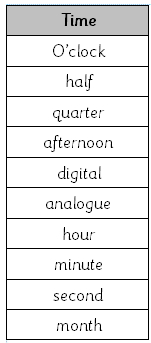 Time
O'clock
half
quarter
afternoon
digital
analogue
hour
minute
second
month